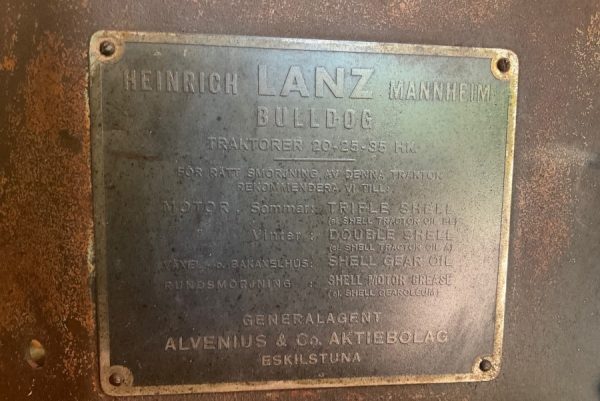 HEINRICH LANZ MANNHEIM
BULLDOG
TRAKTORER 20-25-35 HK.
FÖR RÄTT SMÖRJNING AV DENNA TRAKTOR
REKOMMENDERA VI TILL:
MOTOR. Sommar: TRIPLE SHELL
(el. SHELL TRACTOR OIL
" Vinter: DOUBLE SHELL
(el. SHELL TRACTOR OIL A)
VÄXEL- o. BAKAXELHUS: SHELL GEAR OIL
RUNDSMÖRJNING : SHELL MOTOR GREASE
(el. SHELL GEAROLEUM)
GENERALAGENT
ALVENIUS & Co. AKTIEBOLAG
ESKILSTUNA